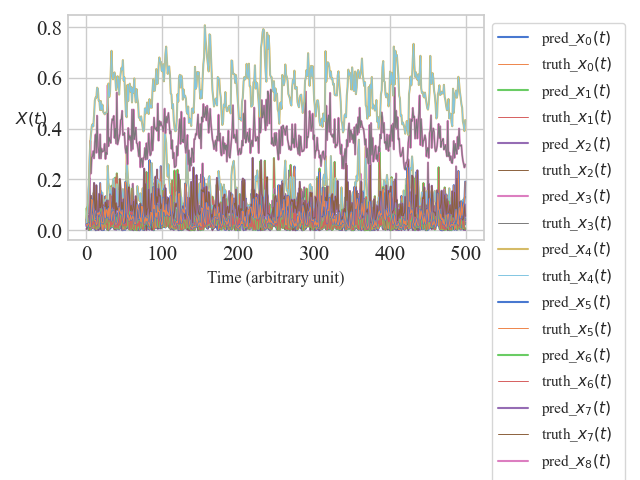 0.8
0.6
0.4
0.2
0.0
X(t)
0
100
200
300
400
500
Time (arbitrary unit)
pred_x₀(t)
truth_x₀(t)
pred_x₁(t)
truth_x₁(t)
pred_x₂(t)
truth_x₂(t)
pred_x₃(t)
truth_x₃(t)
pred_x₄(t)
truth_x₄(t)
pred_x₅(t)
truth_x₅(t)
pred_x₆(t)
truth_x₆(t)
pred_x₇(t)
truth_x₇(t)
pred_x₈(t)